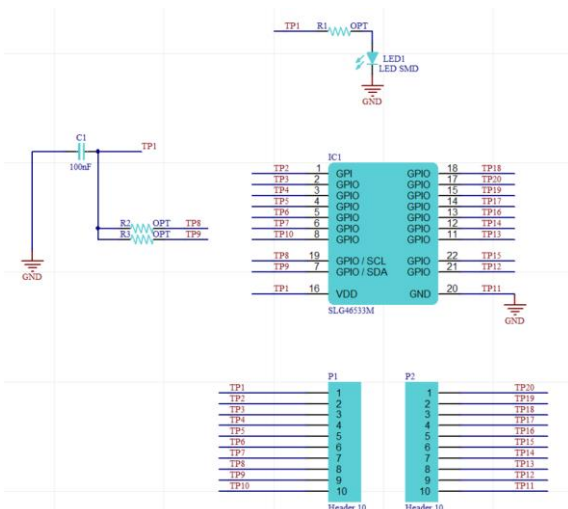 TP1 R1 OPT
LED1
LED SMD
GND
C1
TP1
100nF
R2 OPT TP8
R3 OPT TP9
GND
IC1
TP2 1 GPI GPIO 18 TP18
TP3 2 GPIO GPIO 17 TP20
TP4 3 GPIO GPIO 15 TP19
TP5 4 GPIO GPIO 14 TP17
TP6 5 GPIO GPIO 13 TP16
TP7 6 GPIO GPIO 12 TP14
TP10 8 GPIO GPIO 11 TP13
TP8 19 GPIO / SCL GPIO 22 TP15
TP9 7 GPIO / SDA GPIO 21 TP12
TP1 16 VDD GND 20 TP11
SLG46533M
GND
P1 P2
TP1 1 1 TP20
TP2 2 2 TP19
TP3 3 3 TP18
TP4 4 4 TP17
TP5 5 5 TP16
TP6 6 6 TP15
TP7 7 7 TP14
TP8 8 8 TP13
TP9 9 9 TP12
TP10 10 10 TP11
Header 10 Header 10